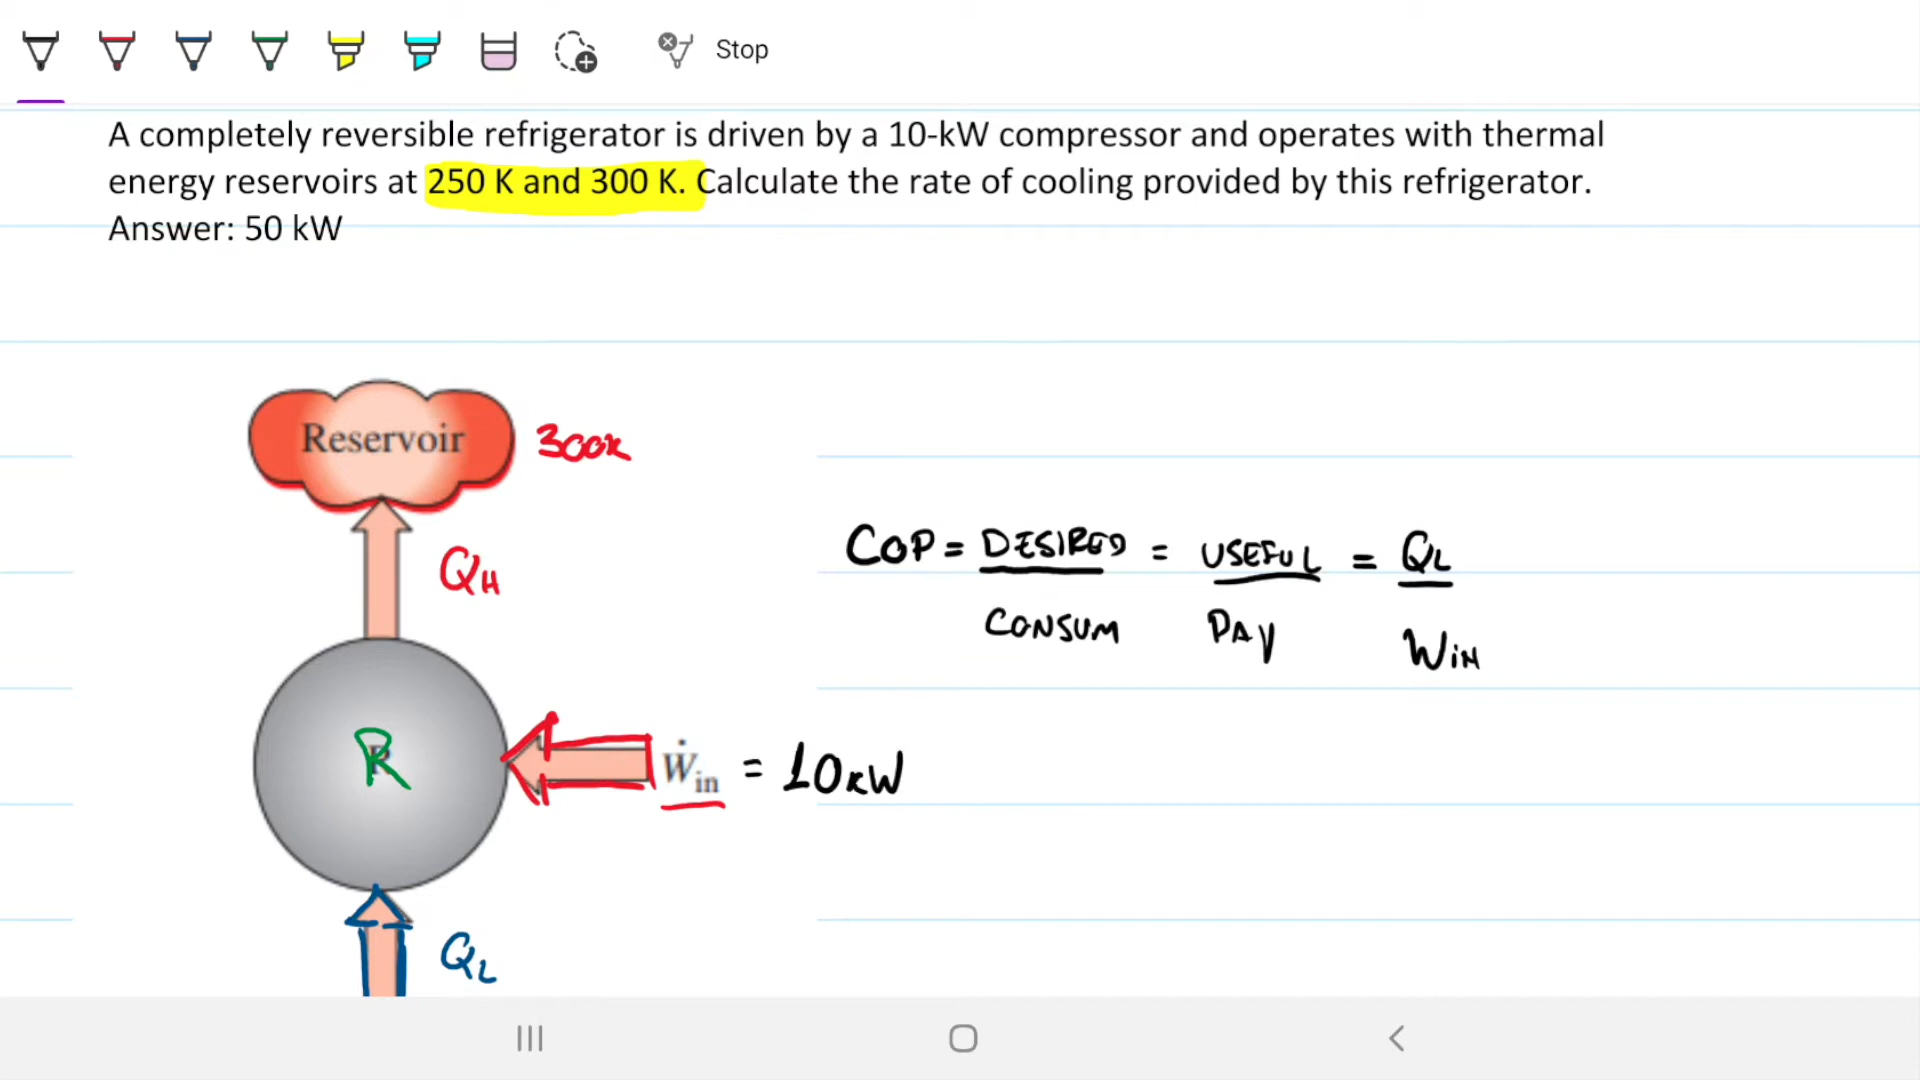 Stop
A completely reversible refrigerator is driven by a 10-kW compressor and operates with thermal
energy reservoirs at 250 K and 300 K. Calculate the rate of cooling provided by this refrigerator.
Answer: 50 kW
Reservoir 300K
COP = DESIRED = USEFUL = QL
CONSUM PAY WiN
QH
R
Ẇin = 10KW
QL